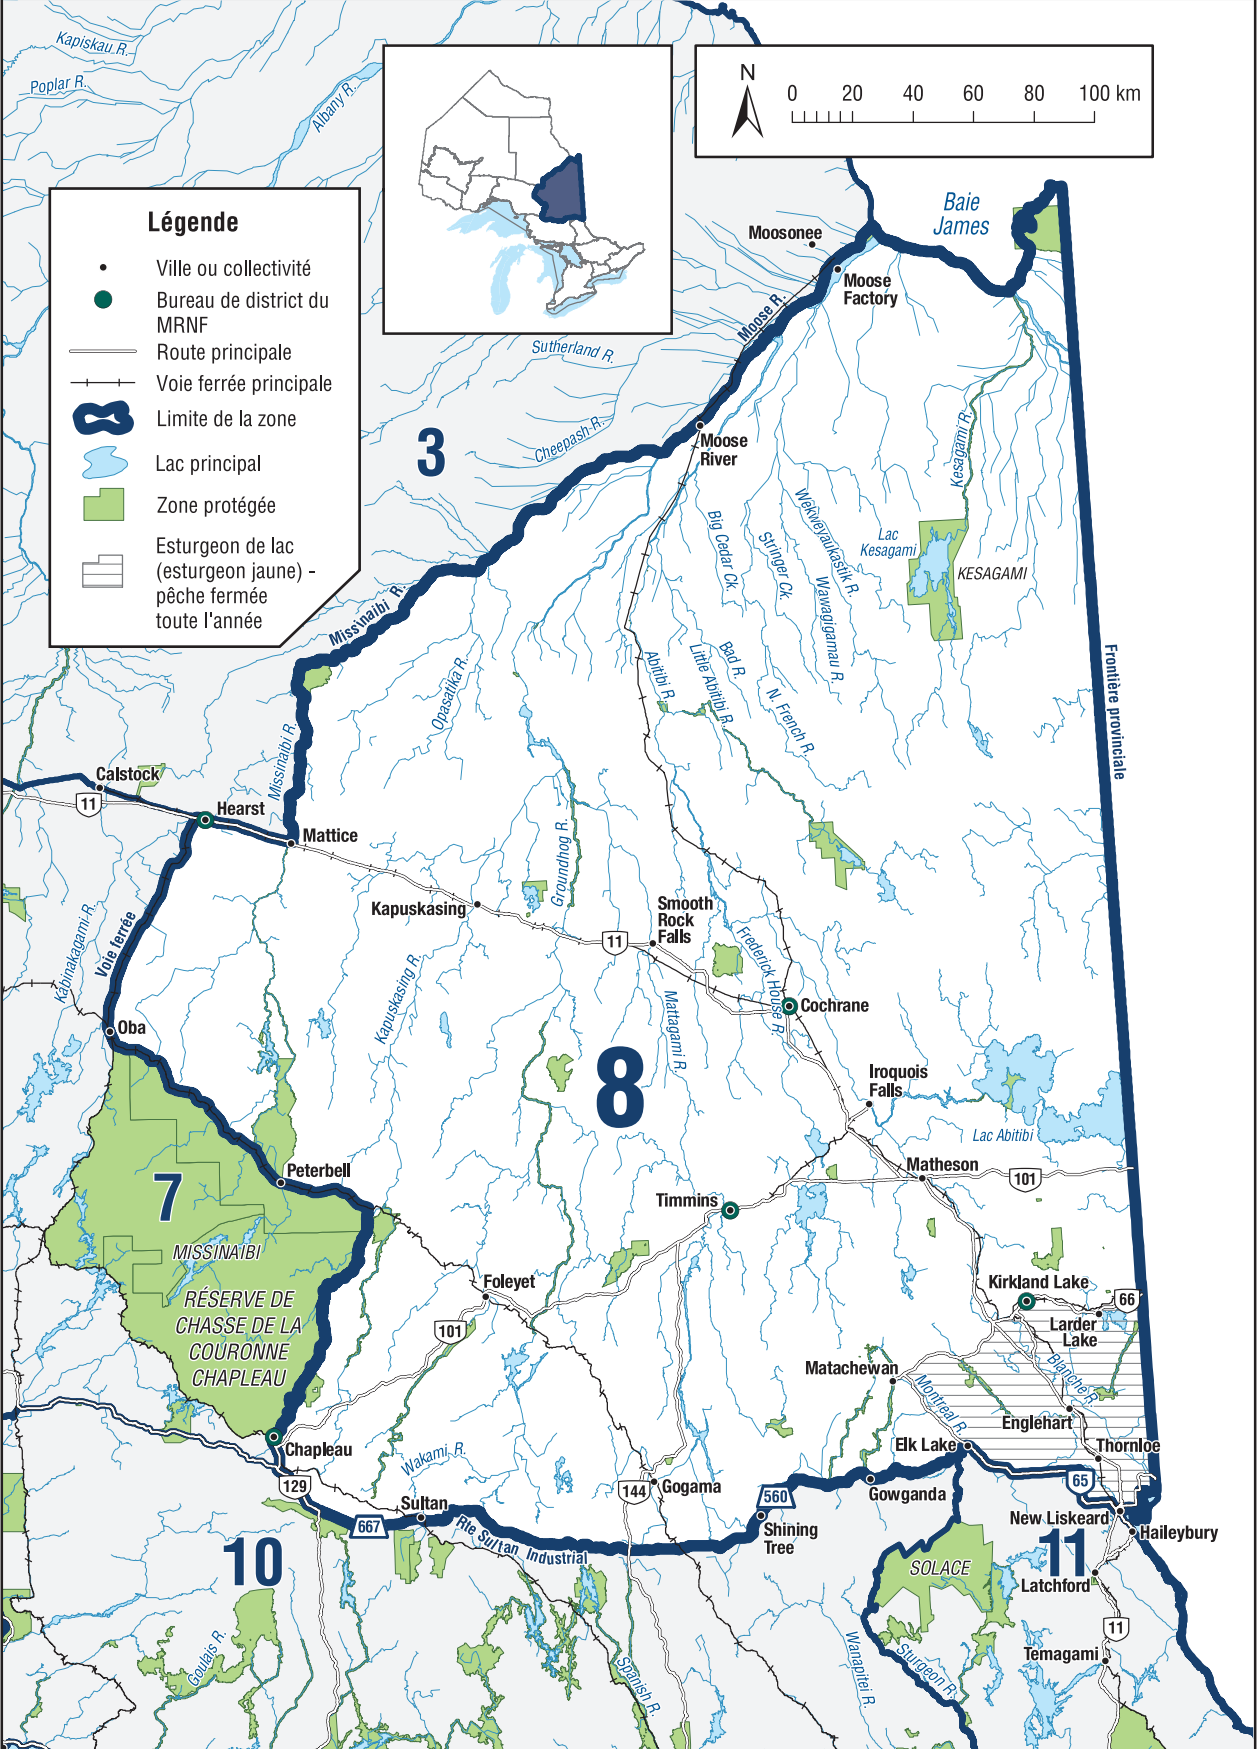 Kapiskau R.
Poplar R.
Albany R.
N
0 20 40 60 80 100 km
Légende
Ville ou collectivité
Bureau de district du
MRNF
Route principale
Voie ferrée principale
Limite de la zone
Lac principal
Zone protégée
Esturgeon de lac
(esturgeon jaune) -
pêche fermée
toute l'année
Baie
James
Moosonee
Moose
Factory
Moose R.
Sutherland R.
Cheepash R.
3
Moose
River
Kesagami R.
Wekweyaukastik R.
Big Cedar Ck.
Stringer Ck.
Wawagigamau R.
Lac
Kesagami
KESAGAMI
Missinaibi R.
Frontière provinciale
Opasatika R.
Abitibi R.
Little Abitibi R.
Bad R.
N. French R.
Missinaibi R.
Calstock
11
Hearst
Mattice
Groundhog R.
Kapuskasing
Smooth
Rock
Falls
11
Frederick House R.
Kabinakagami R.
Voie ferrée
Kapuskasing R.
Mattagami R.
Cochrane
Oba
8
Iroquois
Falls
Lac Abitibi
Matheson
101
Peterbell
7
Timmins
MISSINAIBI
RÉSERVE DE
CHASSE DE LA
COURONNE
CHAPLEAU
Foleyet
101
Kirkland Lake
66
Larder
Lake
Matachewan
Blanche R.
Montreal R.
Englehart
Elk Lake
Thornloe
Chapleau
Wakami R.
129
Sultan
144
Gogama
560
Gowganda
65
667
Rte Sultan Industrial
Shining
Tree
New Liskeard
Haileybury
10
11
SOLACE
Latchford
11
Temagami
Goulais R.
Spanish R.
Wanapitei R.
Sturgeon R.